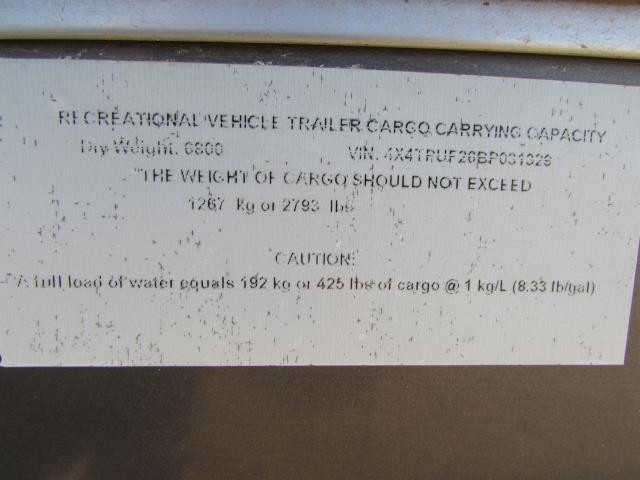 RECREATIONAL VEHICLE TRAILER CARGO CARRYING CAPACITY
Dry Weight: 6800 VIN: 4X4TRUF26BP031329
"THE WEIGHT OF CARGO SHOULD NOT EXCEED
1267 kg or 2793 lbs
CAUTION:
"A full load of water equals 192 kg or 425 lbs of cargo @ 1 kg/L (8.33 lb/gal)